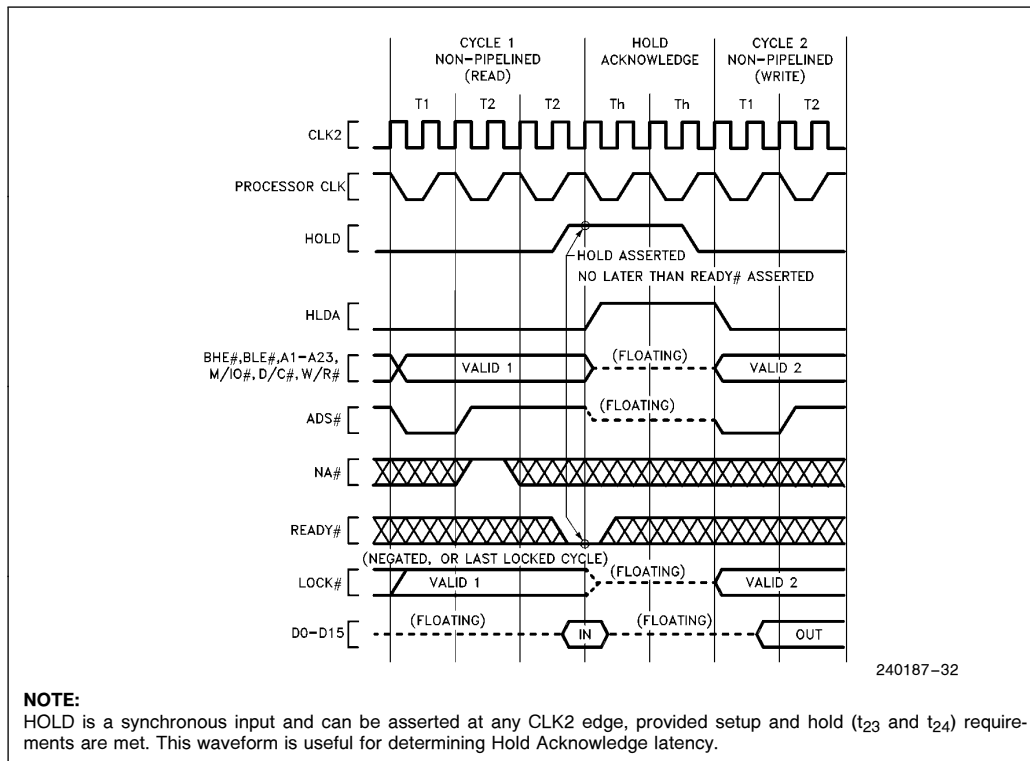 CYCLE 1
NON-PIPELINED
(READ)
HOLD
ACKNOWLEDGE
CYCLE 2
NON-PIPELINED
(WRITE)
T1 T2 T2 Th Th T1 T2
CLK2
PROCESSOR CLK
HOLD
HOLD ASSERTED
NO LATER THAN READY# ASSERTED
HLDA
BHE#,BLE#,A1-A23,
M/IO#,D/C#,W/R#
VALID 1 (FLOATING) VALID 2
ADS# (FLOATING)
NA#
READY#
(NEGATED, OR LAST LOCKED CYCLE)
LOCK# VALID 1 (FLOATING) VALID 2
D0-D15 (FLOATING) IN (FLOATING) OUT
240187-32
NOTE:
HOLD is a synchronous input and can be asserted at any CLK2 edge, provided setup and hold (t23 and t24) require-
ments are met. This waveform is useful for determining Hold Acknowledge latency.